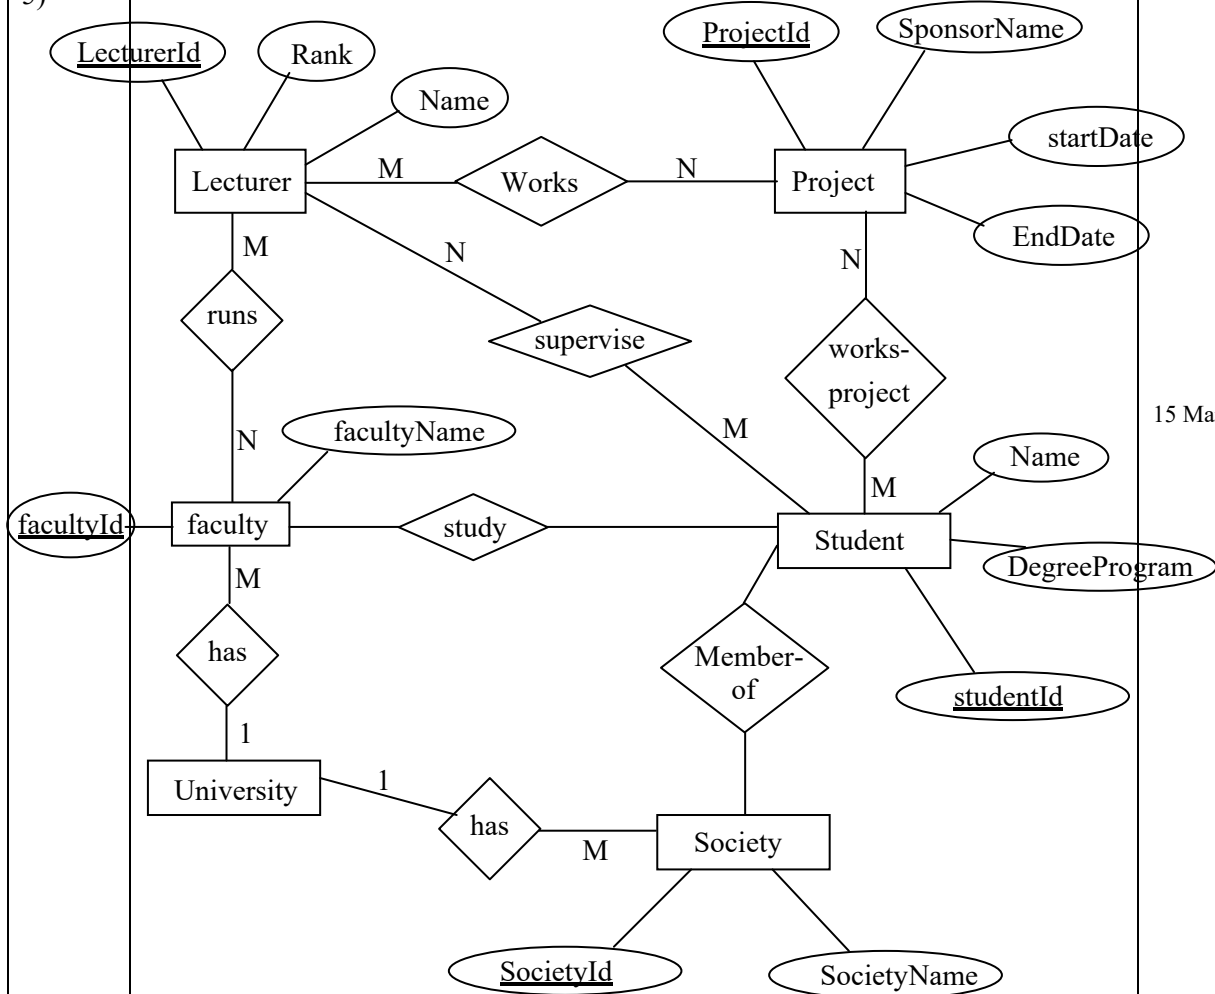 5)
LecturerId
Rank
Name
ProjectId
SponsorName
startDate
EndDate
Lecturer
M
Works
N
Project
M
N
N
runs
supervise
works-
project
15 Ma
M
N
facultyName
Name
M
facultyId
faculty
study
Student
DegreeProgram
M
has
Member-
of
studentId
1
University
1
has
M
Society
SocietyId
SocietyName